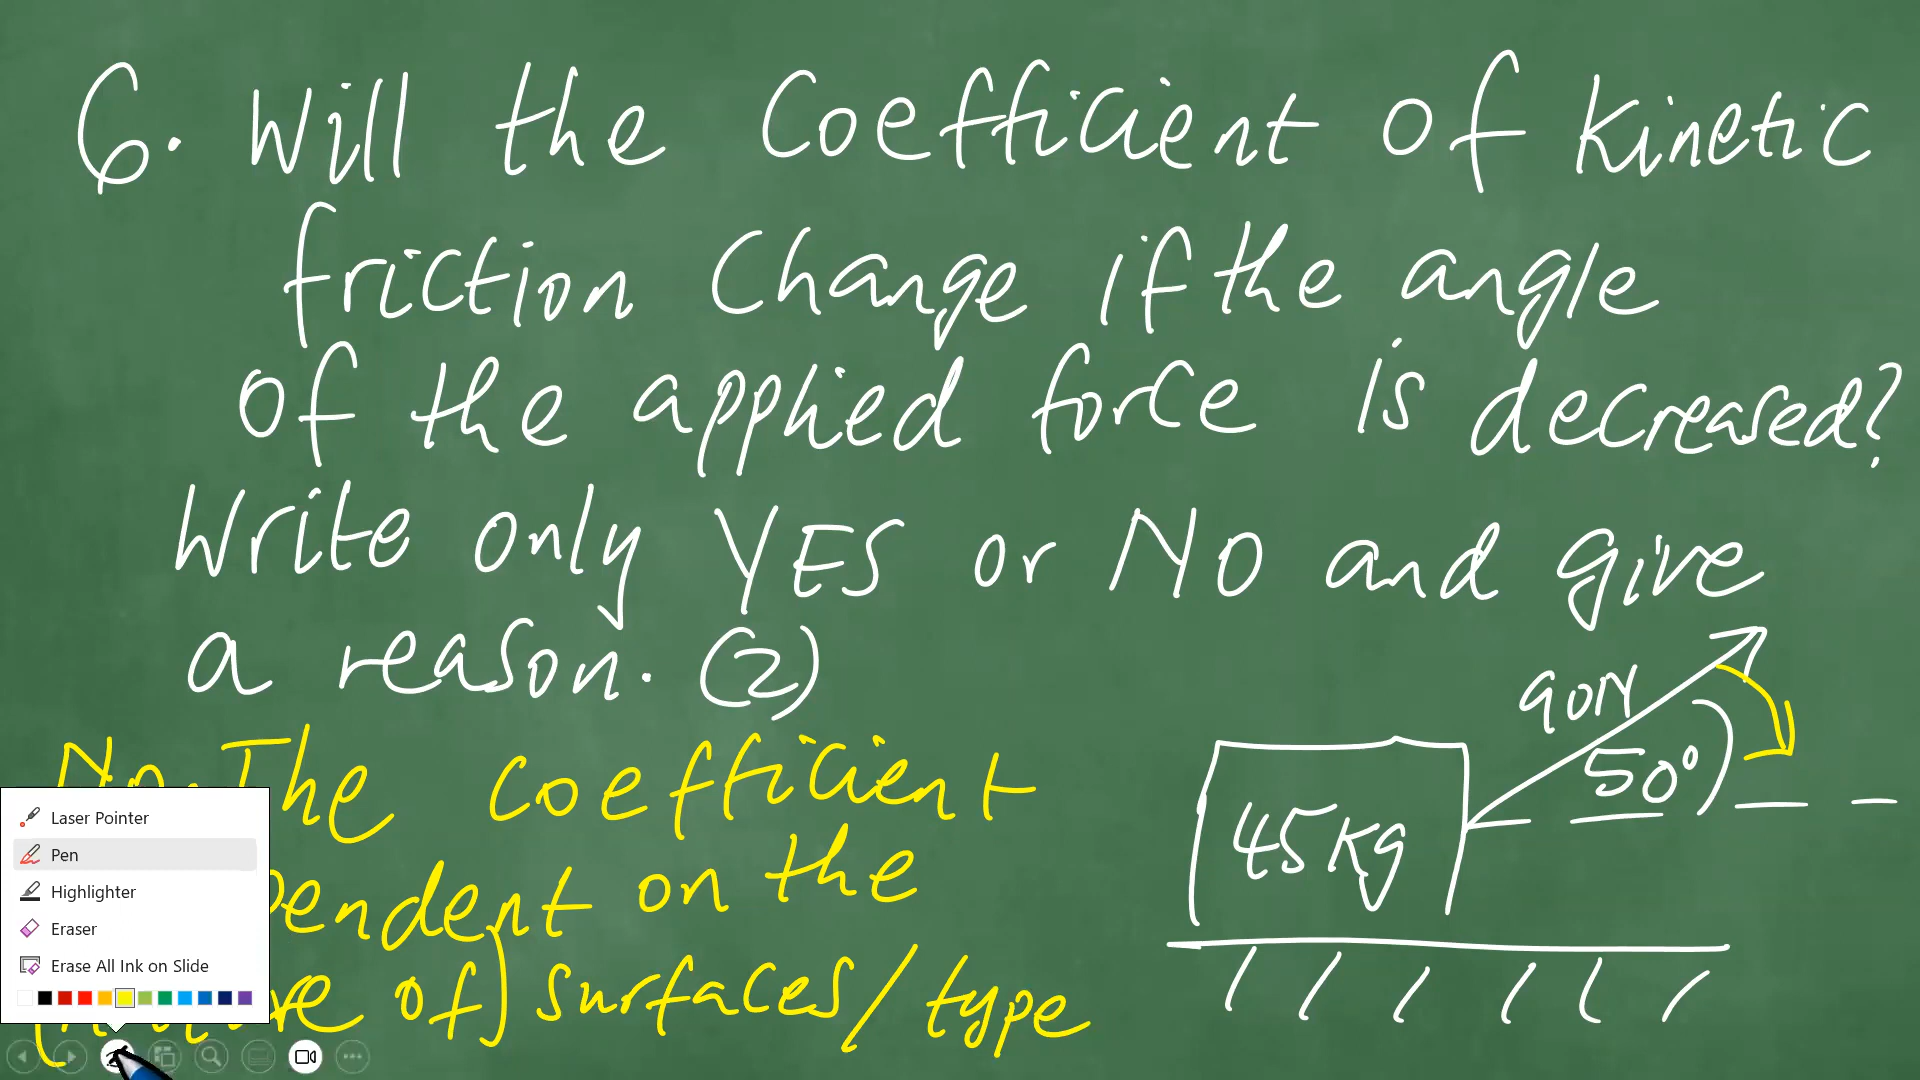 6. Will the Coefficient of Kinetic
friction Change if the angle
of the applied force is decreased?
Write only YES or NO and give
a reason. (2)
90N
50°
45Kg
No. The coefficient
on the
of) surfaces/type
Laser Pointer
Pen
Highlighter
Eraser
Erase All Ink on Slide